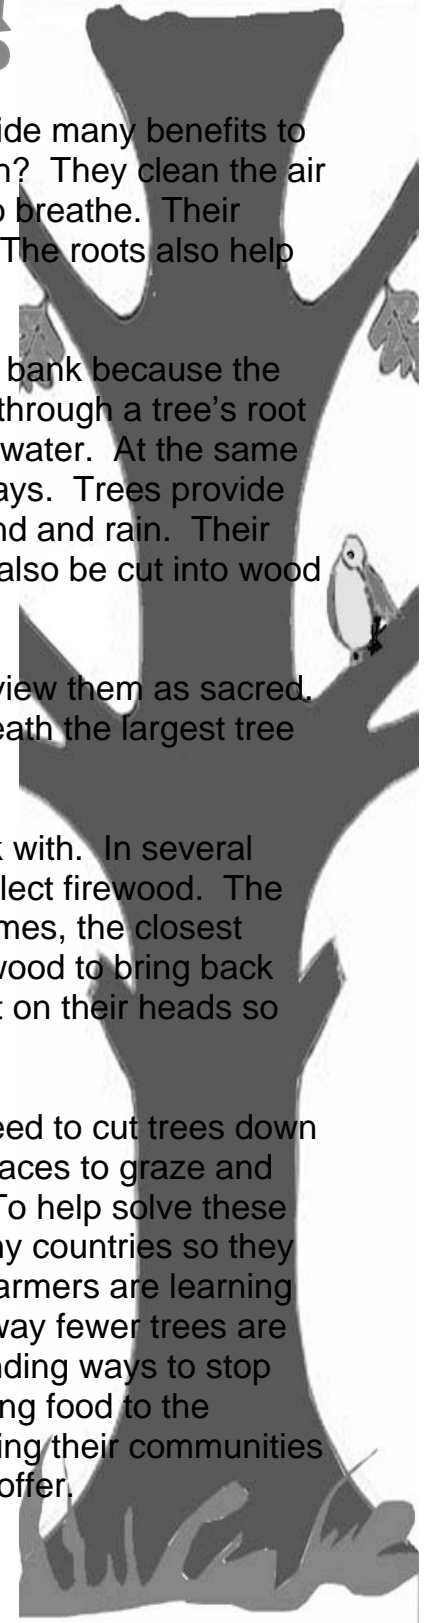 ide many benefits to
n? They clean the air
o breathe. Their
The roots also help
bank because the
through a tree's root
water. At the same
ays. Trees provide
nd and rain. Their
also be cut into wood
view them as sacred.
eath the largest tree
k with. In several
llect firewood. The
mes, the closest
wood to bring back
t on their heads so
eed to cut trees down
aces to graze and
To help solve these
ny countries so they
armers are learning
way fewer trees are
nding ways to stop
ing food to the
ing their communities
offer.